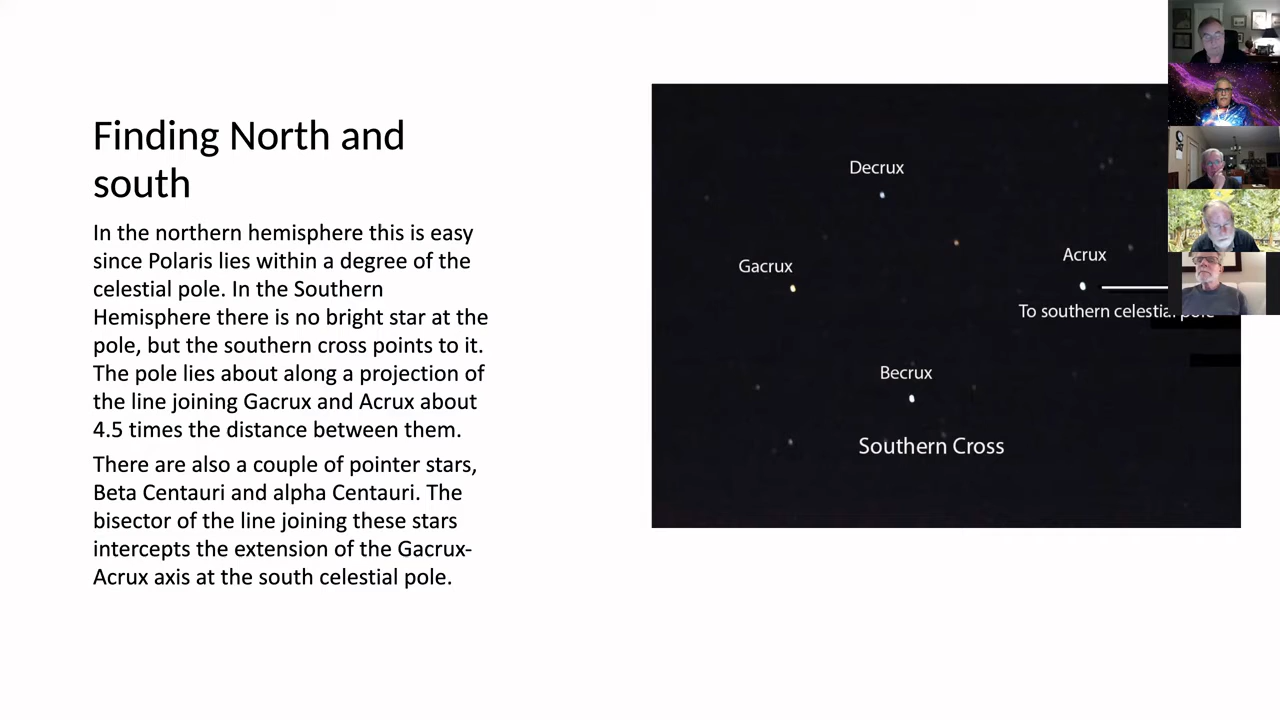 Finding North and
south
In the northern hemisphere this is easy
since Polaris lies within a degree of the
celestial pole. In the Southern
Hemisphere there is no bright star at the
pole, but the southern cross points to it.
The pole lies about along a projection of
the line joining Gacrux and Acrux about
4.5 times the distance between them.
There are also a couple of pointer stars,
Beta Centauri and alpha Centauri. The
bisector of the line joining these stars
intercepts the extension of the Gacrux-
Acrux axis at the south celestial pole.
Decrux
Gacrux
Acrux
To southern celestial pole
Becrux
Southern Cross